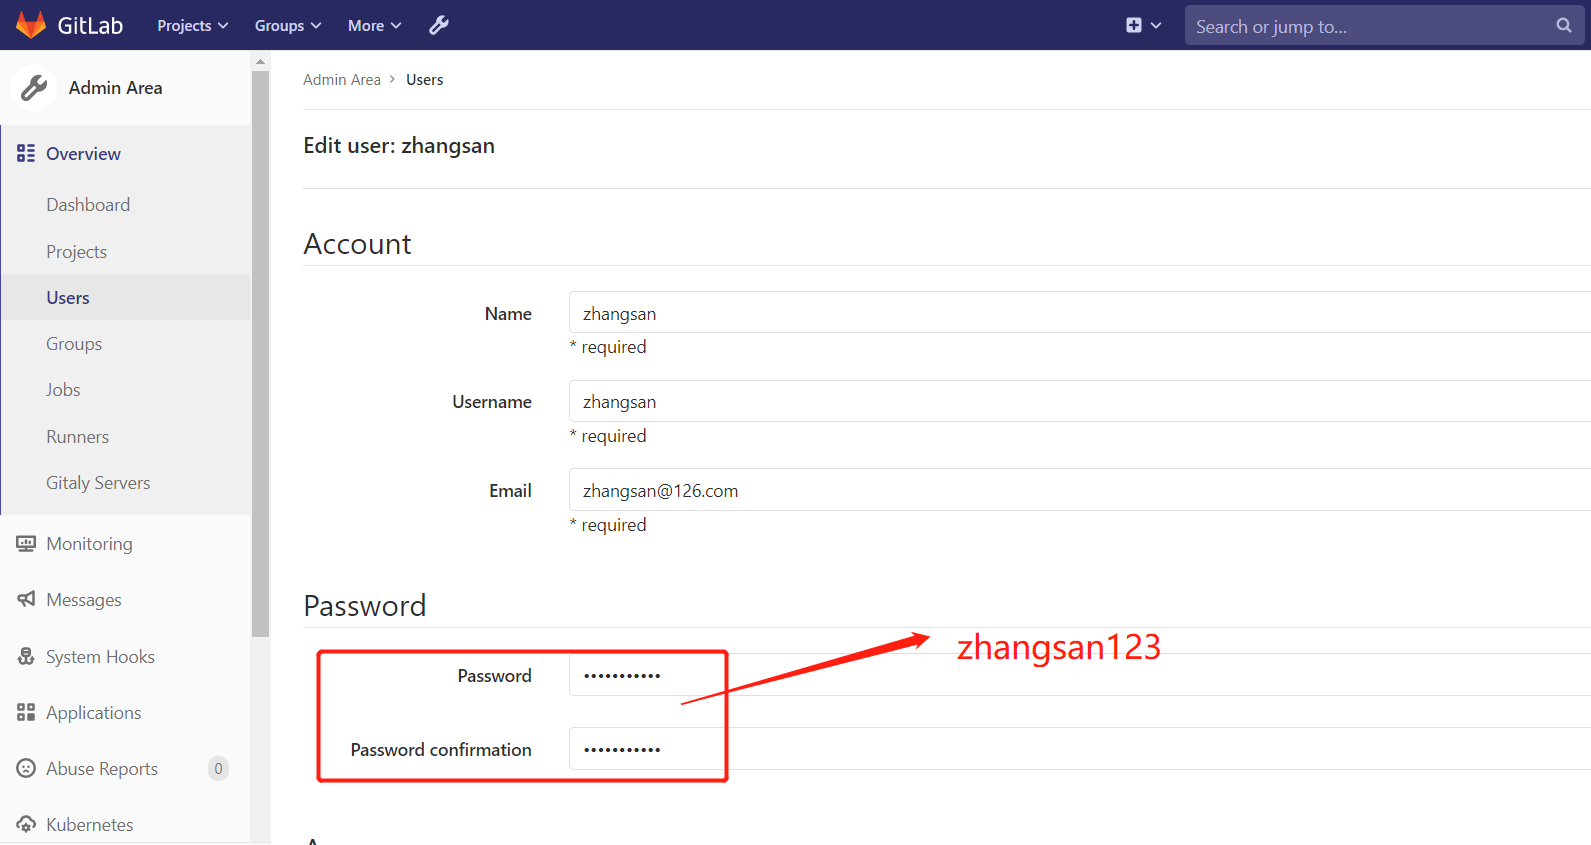 GitLab Projects Groups More Search or jump to...
Admin Area
Overview
Dashboard
Projects
Users
Groups
Jobs
Runners
Gitaly Servers
Monitoring
Messages
System Hooks
Applications
Abuse Reports 0
Kubernetes
Admin Area > Users
Edit user: zhangsan
Account
Name zhangsan
* required
Username zhangsan
* required
Email zhangsan@126.com
* required
Password
zhangsan123
Password •••••••••••
Password confirmation •••••••••••